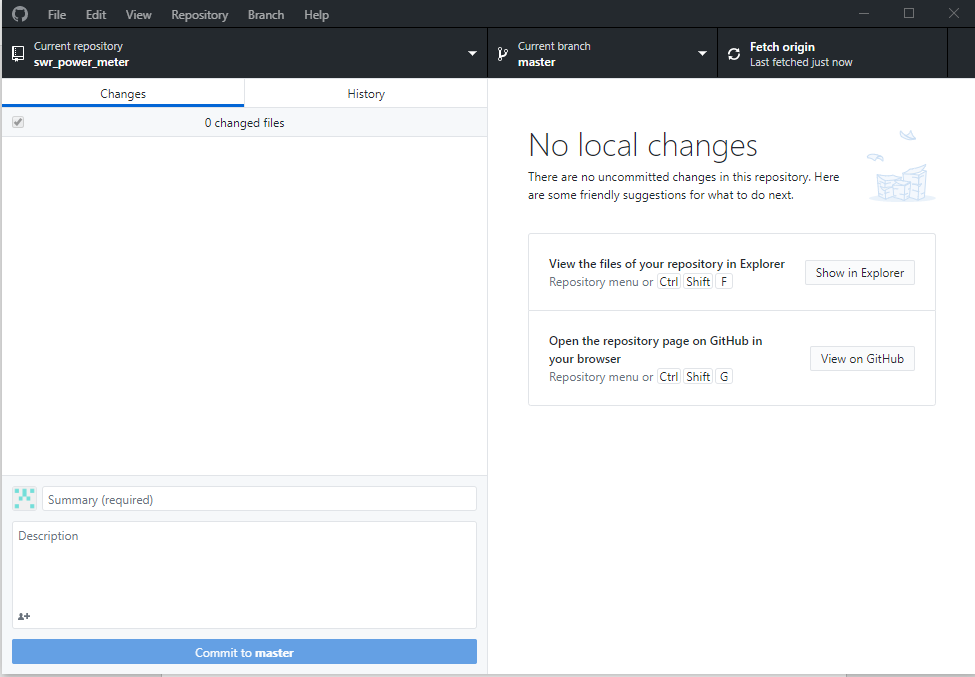 File Edit View Repository Branch Help
Current repository
swr_power_meter
Current branch
master
Fetch origin
Last fetched just now
Changes
History
0 changed files
No local changes
There are no uncommitted changes in this repository. Here
are some friendly suggestions for what to do next.
View the files of your repository in Explorer
Repository menu or Ctrl Shift F
Show in Explorer
Open the repository page on GitHub in
your browser
Repository menu or Ctrl Shift G
View on GitHub
Summary (required)
Description
Commit to master